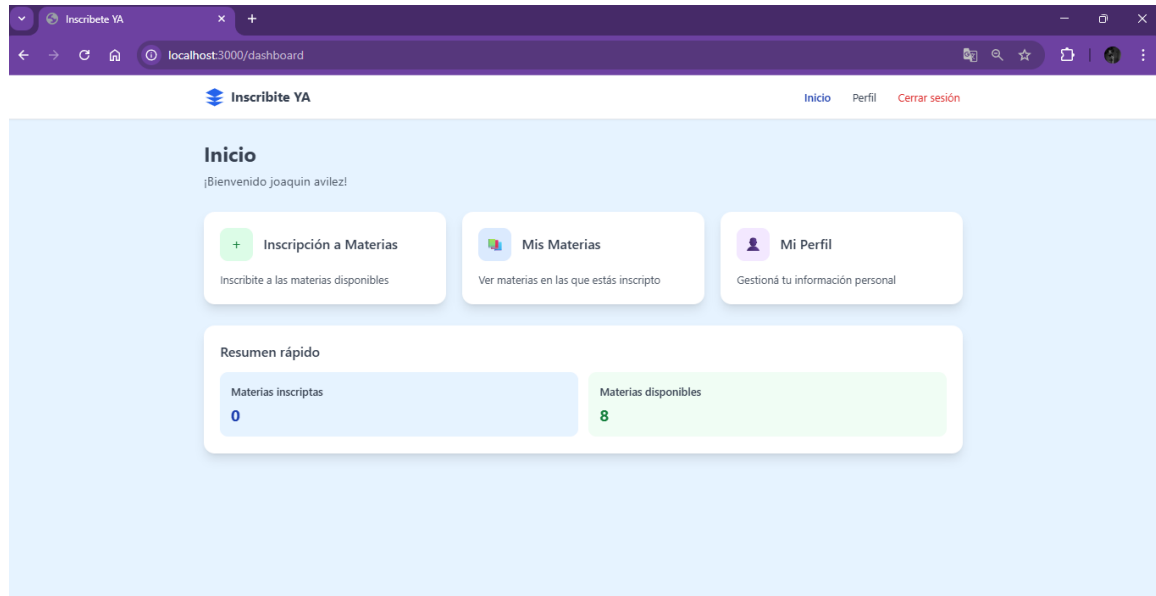 Inscribete YA
localhost:3000/dashboard
Inscribite YA
Inicio Perfil Cerrar sesión
Inicio
¡Bienvenido joaquin avilez!
+ Inscripción a Materias
Inscribite a las materias disponibles
Mis Materias
Ver materias en las que estás inscripto
Mi Perfil
Gestioná tu información personal
Resumen rápido
Materias inscriptas
0
Materias disponibles
8